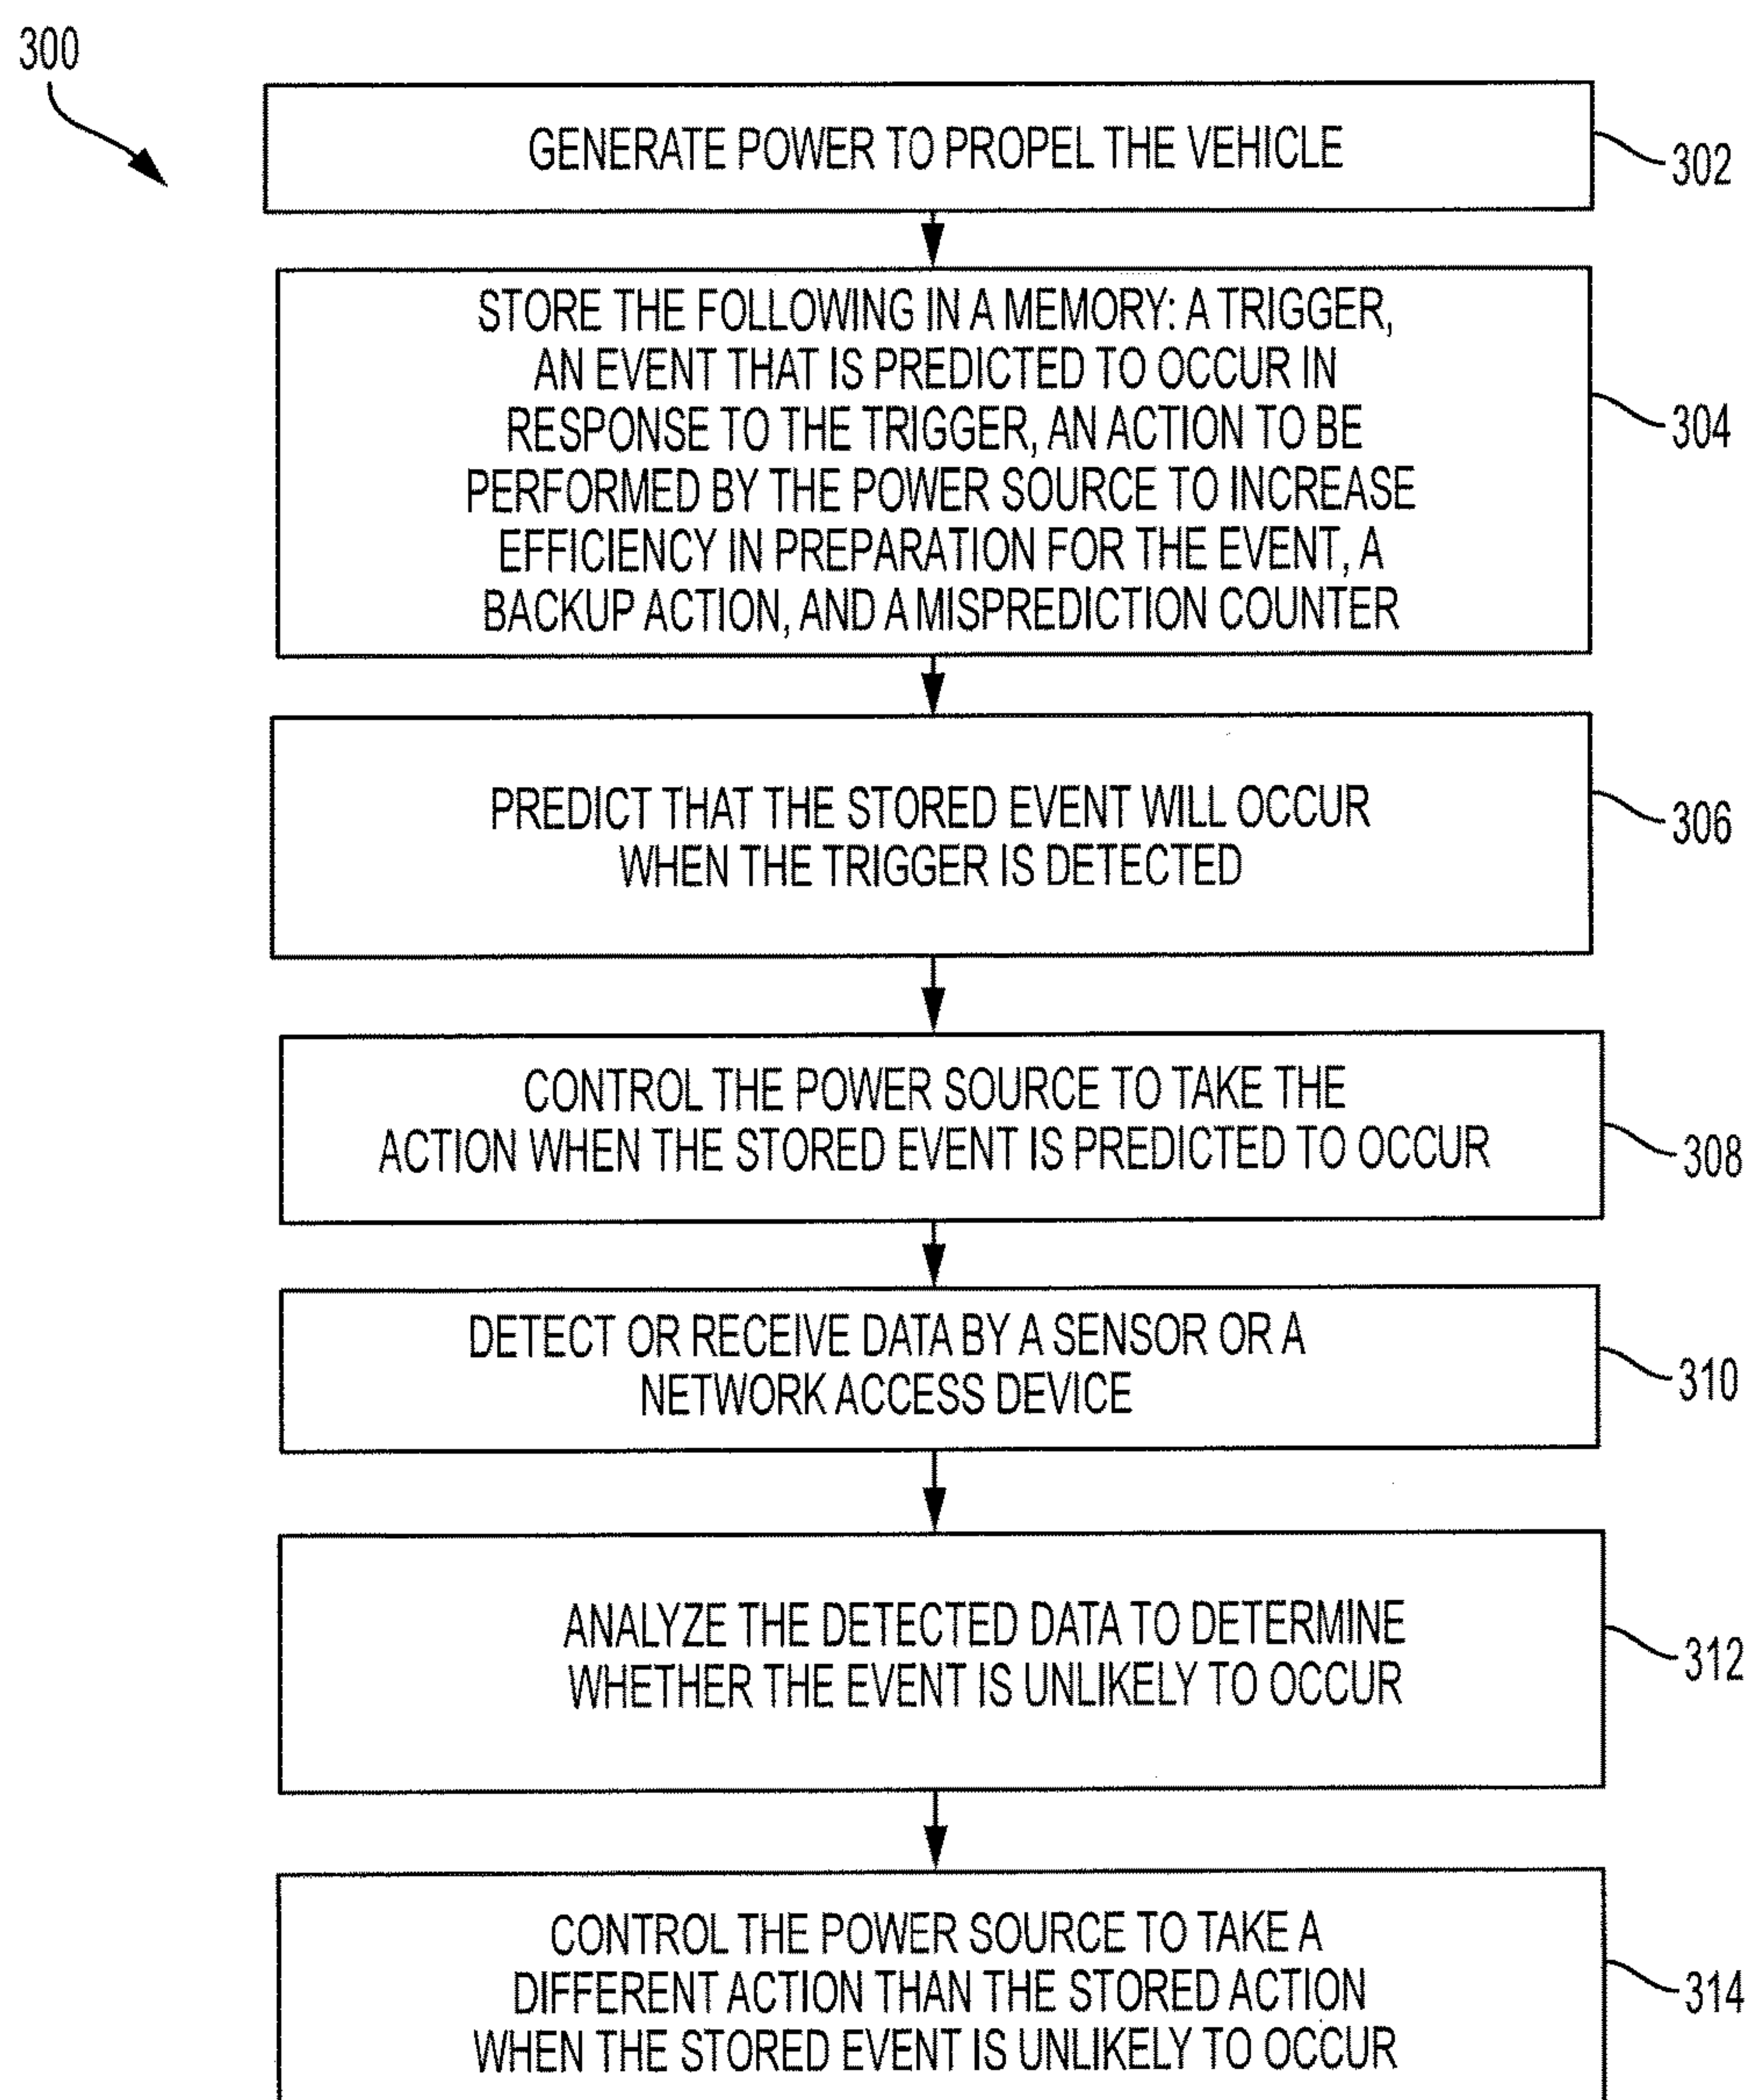 300
GENERATE POWER TO PROPEL THE VEHICLE
302
STORE THE FOLLOWING IN A MEMORY: A TRIGGER,
AN EVENT THAT IS PREDICTED TO OCCUR IN
RESPONSE TO THE TRIGGER, AN ACTION TO BE
PERFORMED BY THE POWER SOURCE TO INCREASE
EFFICIENCY IN PREPARATION FOR THE EVENT, A
BACKUP ACTION, AND A MISPREDICTION COUNTER
304
PREDICT THAT THE STORED EVENT WILL OCCUR
WHEN THE TRIGGER IS DETECTED
306
CONTROL THE POWER SOURCE TO TAKE THE
ACTION WHEN THE STORED EVENT IS PREDICTED TO OCCUR
308
DETECT OR RECEIVE DATA BY A SENSOR OR A
NETWORK ACCESS DEVICE
310
ANALYZE THE DETECTED DATA TO DETERMINE
WHETHER THE EVENT IS UNLIKELY TO OCCUR
312
CONTROL THE POWER SOURCE TO TAKE A
DIFFERENT ACTION THAN THE STORED ACTION
WHEN THE STORED EVENT IS UNLIKELY TO OCCUR
314